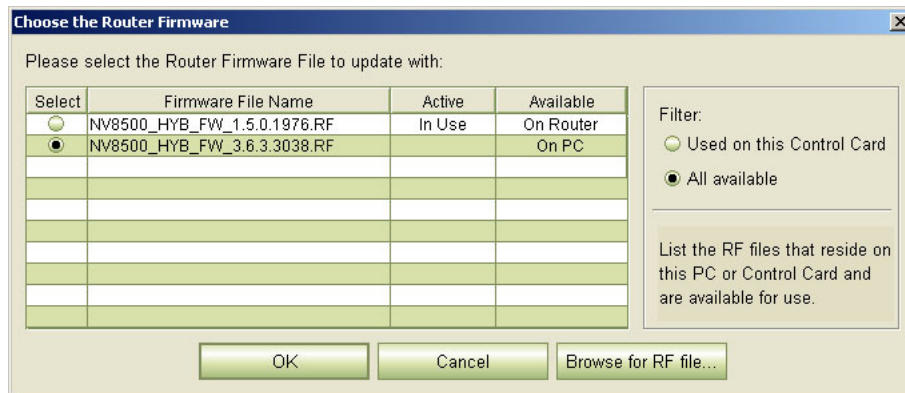 Choose the Router Firmware
Please select the Router Firmware File to update with:
Select Firmware File Name Active Available
NV8500_HYB_FW_1.5.0.1976.RF In Use On Router
NV8500_HYB_FW_3.6.3.3038.RF On PC
Filter:
Used on this Control Card
All available
List the RF files that reside on
this PC or Control Card and
are available for use.
OK Cancel Browse for RF file...